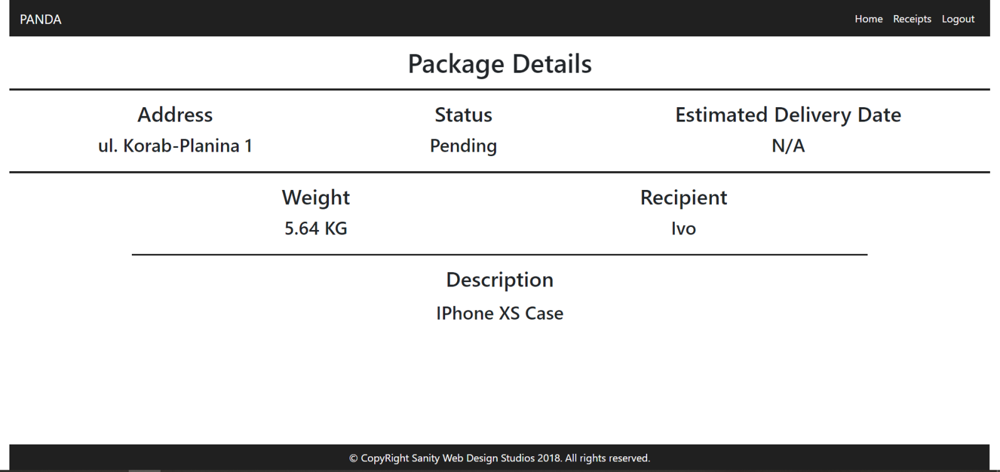 PANDA Home Receipts Logout
Package Details
Address Status Estimated Delivery Date
ul. Korab-Planina 1 Pending N/A
Weight Recipient
5.64 KG Ivo
Description
IPhone XS Case
© CopyRight Sanity Web Design Studios 2018. All rights reserved.